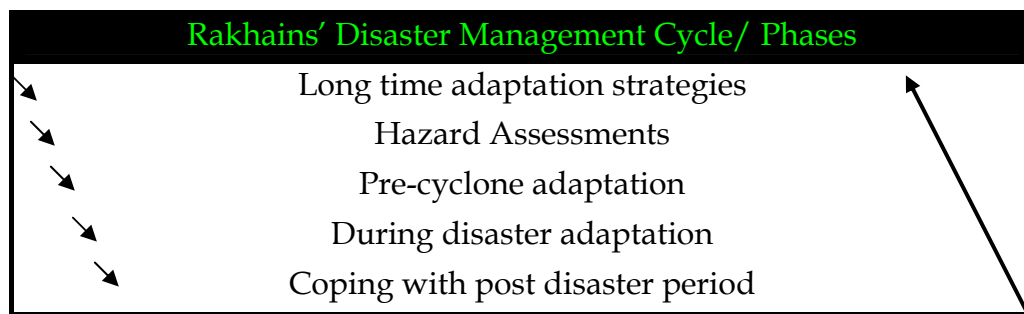 Rakhains’ Disaster Management Cycle/ Phases
Long time adaptation strategies
Hazard Assessments
Pre-cyclone adaptation
During disaster adaptation
Coping with post disaster period